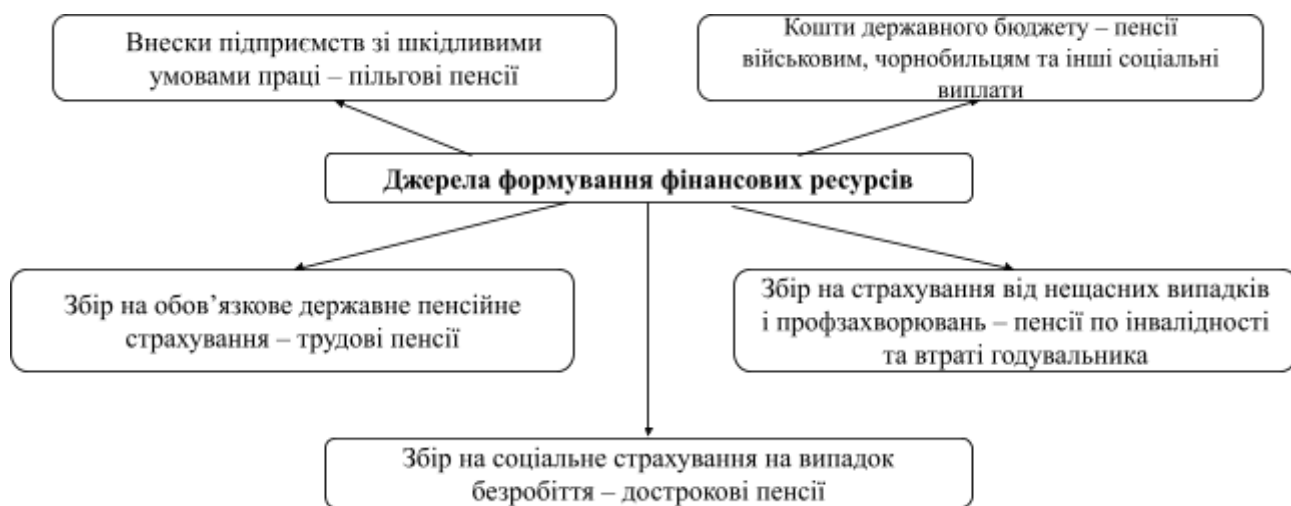 Внески підприємств зі шкідливими
умовами праці – пільгові пенсії
Кошти державного бюджету – пенсії
військовим, чорнобильцям та інші соціальні
виплати
Джерела формування фінансових ресурсів
Збір на обов’язкове державне пенсійне
страхування – трудові пенсії
Збір на страхування від нещасних випадків
і профзахворювань – пенсії по інвалідності
та втраті годувальника
Збір на соціальне страхування на випадок
безробіття – дострокові пенсії